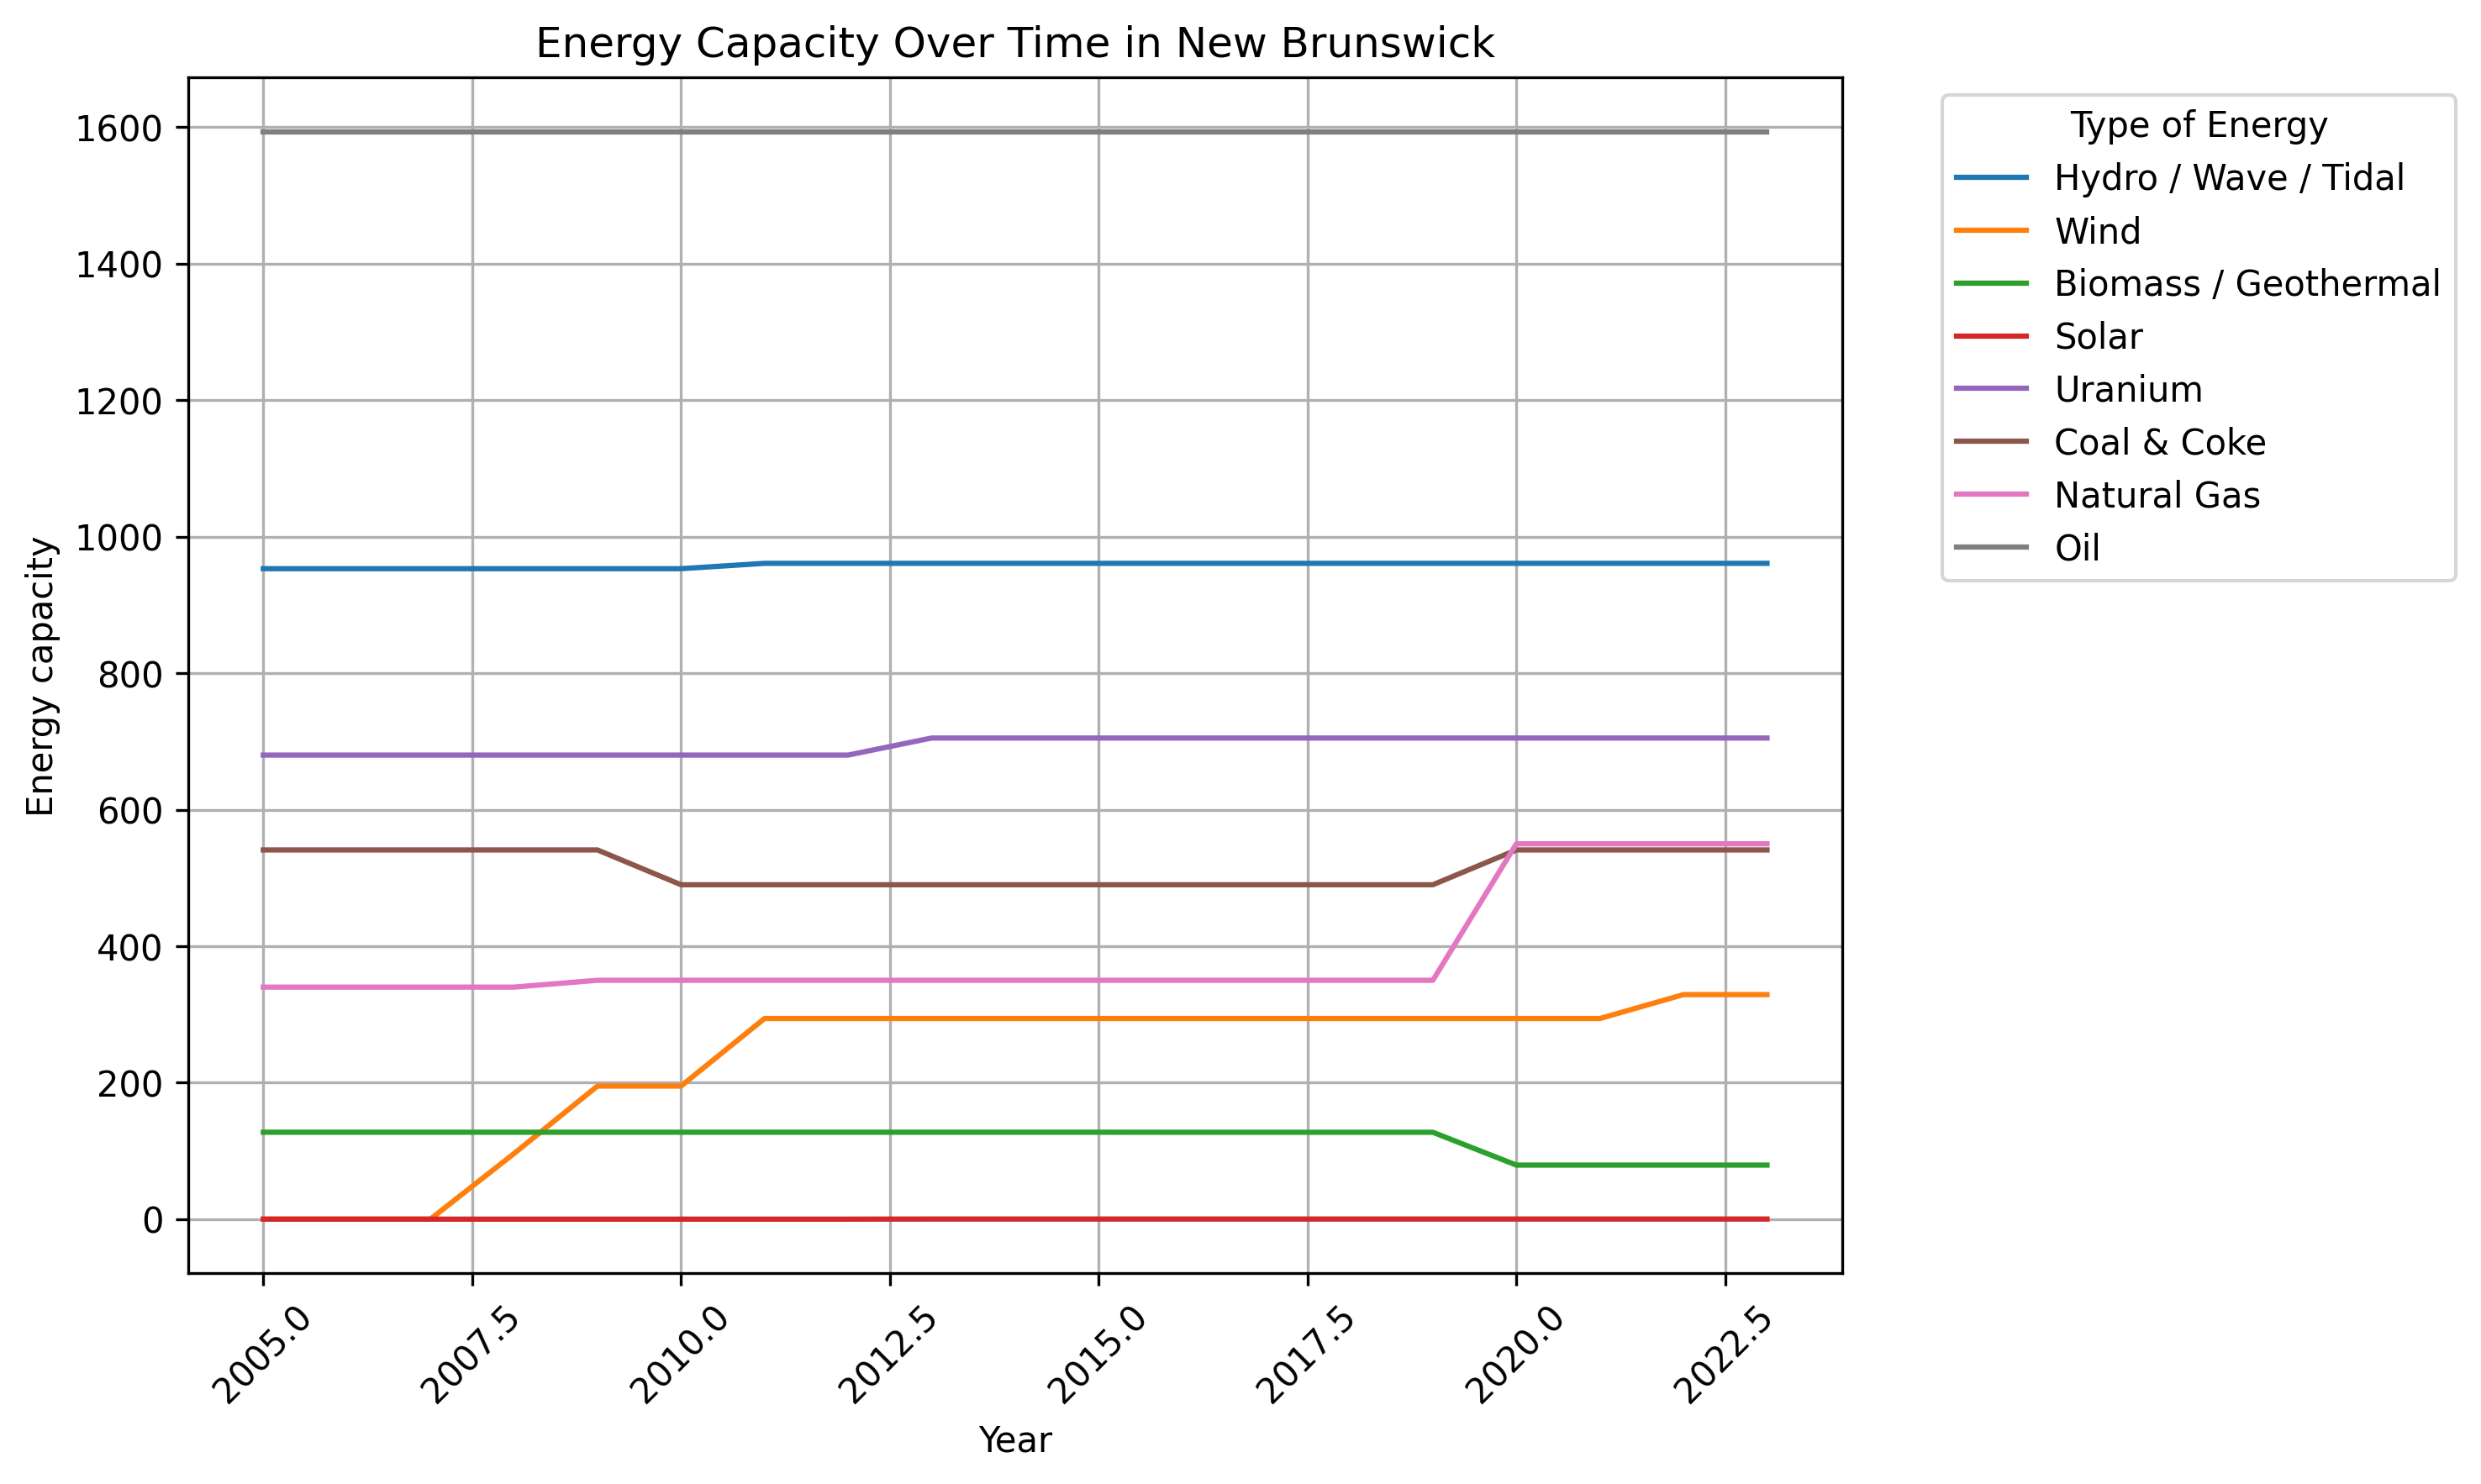 Energy Capacity Over Time in New Brunswick
Energy capacity
1600
1400
1200
1000
800
600
400
200
0
2005.0
2007.5
2010.0
2012.5
2015.0
2017.5
2020.0
2022.5
Year
Type of Energy
Hydro / Wave / Tidal
Wind
Biomass / Geothermal
Solar
Uranium
Coal & Coke
Natural Gas
Oil